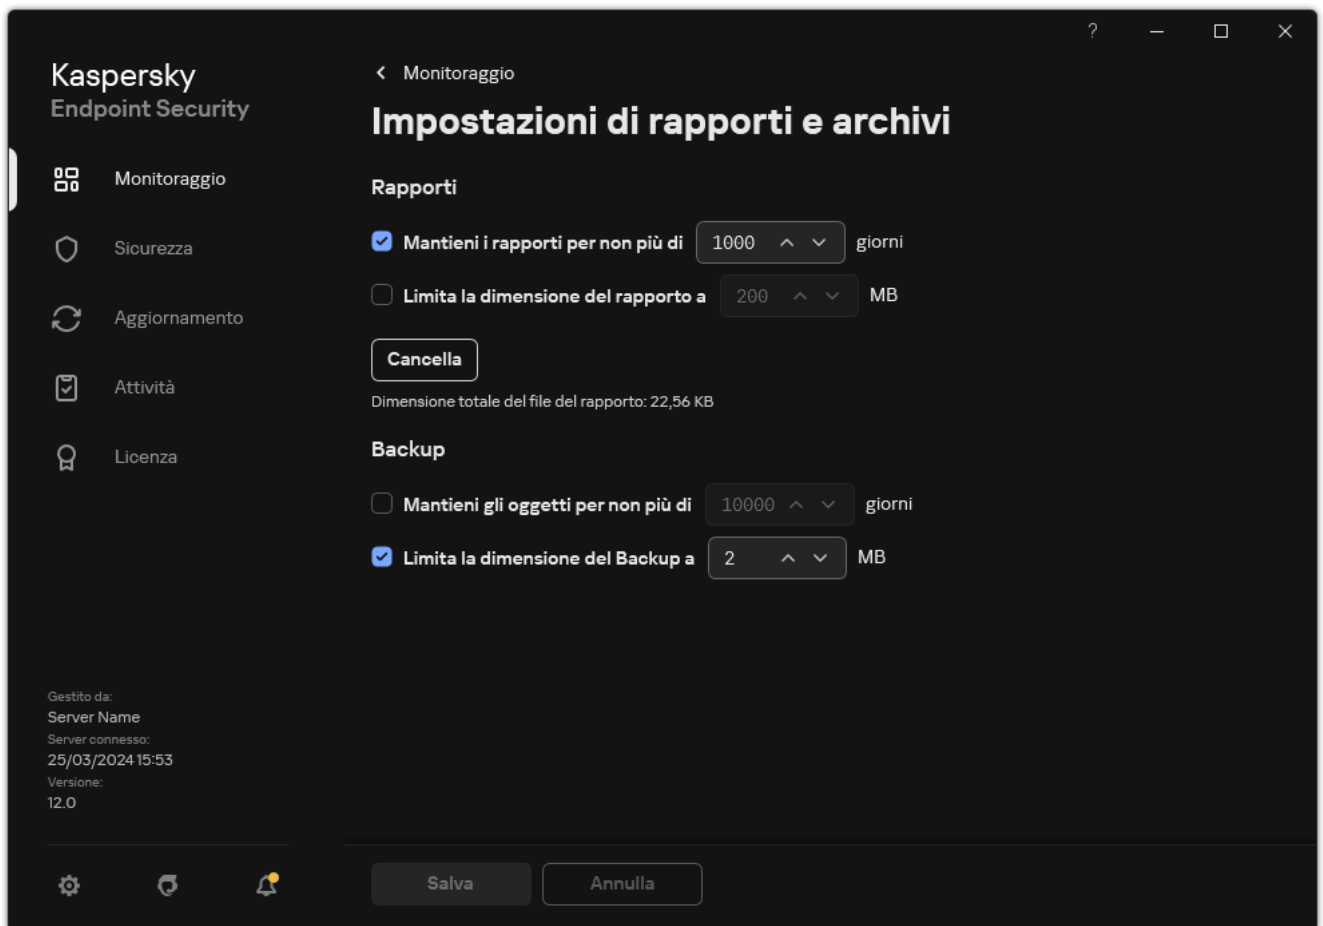 ?
Kaspersky
Endpoint Security
Monitoraggio
Sicurezza
Aggiornamento
Attività
Licenza
Gestito da:
Server Name
Server connesso:
25/03/2024 15:53
Versione:
12.0
Monitoraggio
Impostazioni di rapporti e archivi
Rapporti
Mantieni i rapporti per non più di 1000 giorni
Limita la dimensione del rapporto a 200 MB
Cancella
Dimensione totale del file del rapporto: 22,56 KB
Backup
Mantieni gli oggetti per non più di 10000 giorni
Limita la dimensione del Backup a 2 MB
Salva Annulla